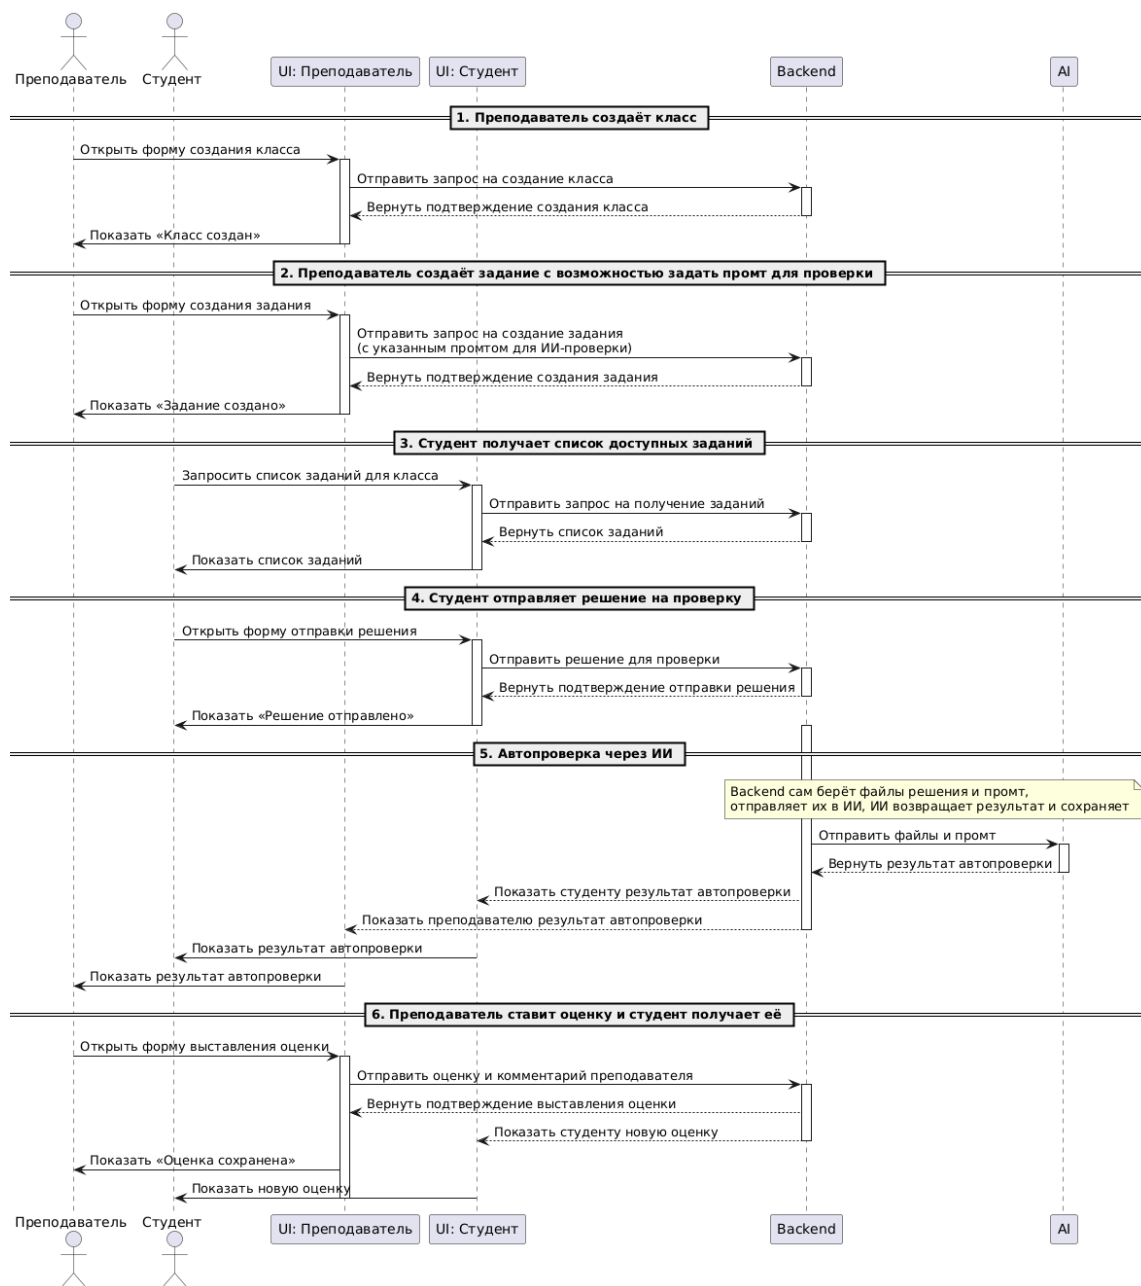 Преподаватель
Студент
UI: Преподаватель
UI: Студент
Backend
AI
1. Преподаватель создаёт класс
Открыть форму создания класса
Отправить запрос на создание класса
Вернуть подтверждение создания класса
Показать «Класс создан»
2. Преподаватель создаёт задание с возможностью задать промт для проверки
Открыть форму создания задания
Отправить запрос на создание задания
(с указанным промтом для ИИ-проверки)
Вернуть подтверждение создания задания
Показать «Задание создано»
3. Студент получает список доступных заданий
Запросить список заданий для класса
Отправить запрос на получение заданий
Вернуть список заданий
Показать список заданий
4. Студент отправляет решение на проверку
Открыть форму отправки решения
Отправить решение для проверки
Вернуть подтверждение отправки решения
Показать «Решение отправлено»
5. Автопроверка через ИИ
Backend сам берёт файлы решения и промт,
отправляет их в ИИ, ИИ возвращает результат и сохраняет
Отправить файлы и промт
Вернуть результат автопроверки
Показать студенту результат автопроверки
Показать преподавателю результат автопроверки
Показать результат автопроверки
Показать результат автопроверки
6. Преподаватель ставит оценку и студент получает её
Открыть форму выставления оценки
Отправить оценку и комментарий преподавателя
Вернуть подтверждение выставления оценки
Показать студенту новую оценку
Показать «Оценка сохранена»
Показать новую оценку
Преподаватель
Студент
UI: Преподаватель
UI: Студент
Backend
AI